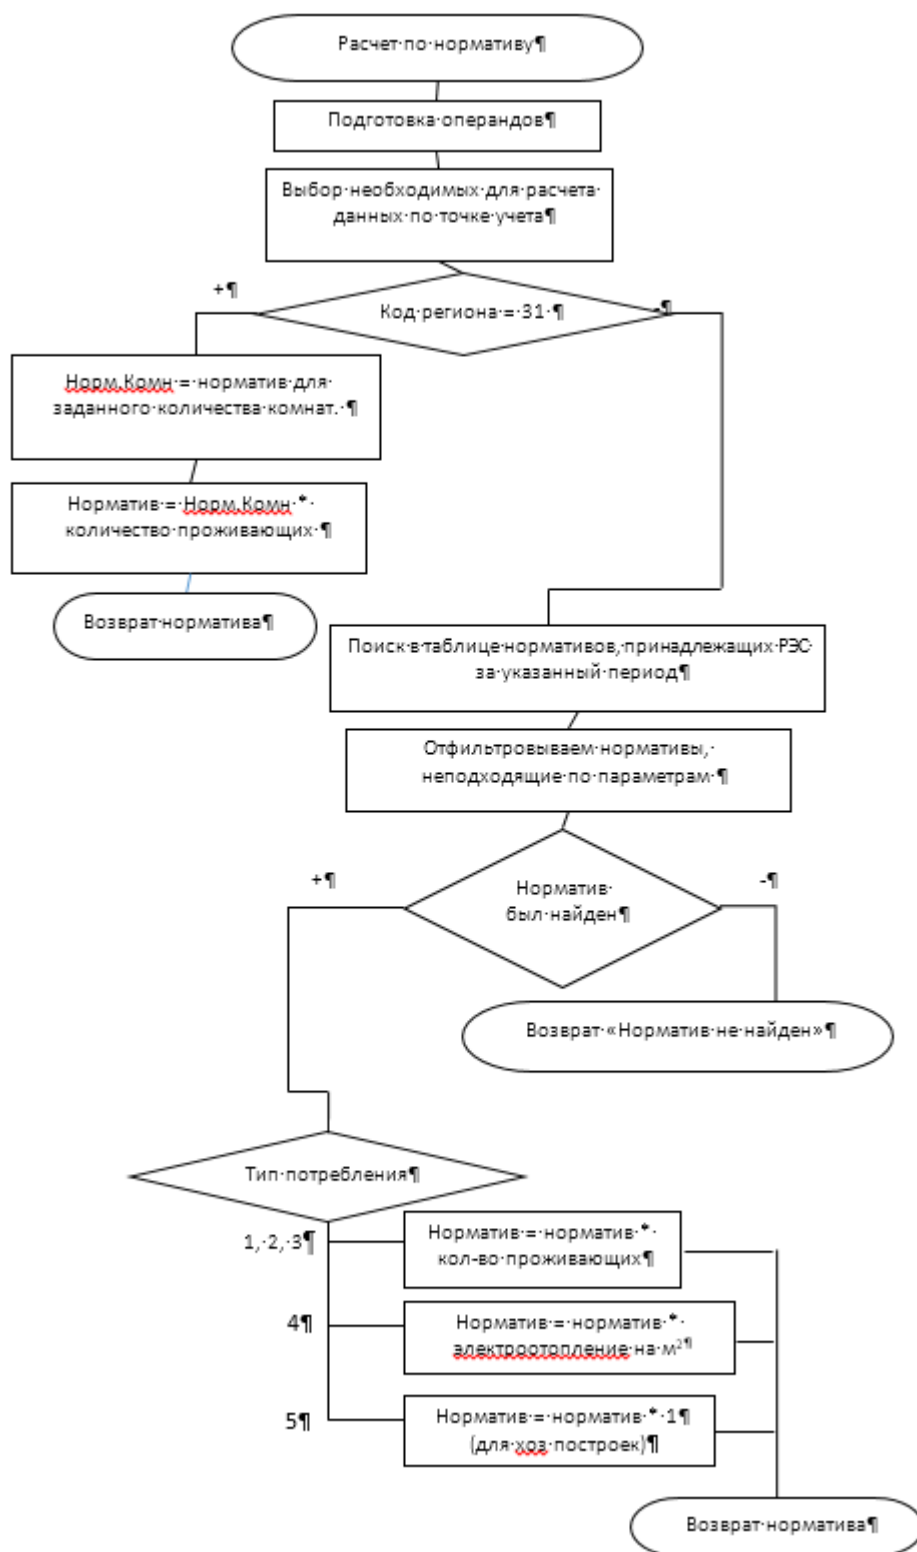 Расчет·по·нормативу¶
Подготовка·операндов¶
Выбор·необходимых·для·расчета·
данных·по·точке·учета¶
+¶
Код·региона·=·31·¶
-¶
Норм.Комн·=·норматив·для·
заданного·количества·комнат.·¶
Норматив·=·Норм.Комн·*·
количество·проживающих·¶
Возврат·норматива¶
Поиск·в·таблице·нормативов,·принадлежащих·РЭС·
за·указанный·период¶
Отфильтровываем·нормативы,·
неподходящие·по·параметрам·¶
+¶
-¶
Норматив·
был·найден¶
Возврат·«Норматив·не·найден»¶
Тип·потребления¶
1,·2,·3¶
Норматив·=·норматив·*·
кол-во·проживающих¶
4¶
Норматив·=·норматив·*·
электроотопление·на·м²¶
5¶
Норматив·=·норматив·*·1¶
(для·хоз·построек)¶
Возврат·норматива¶